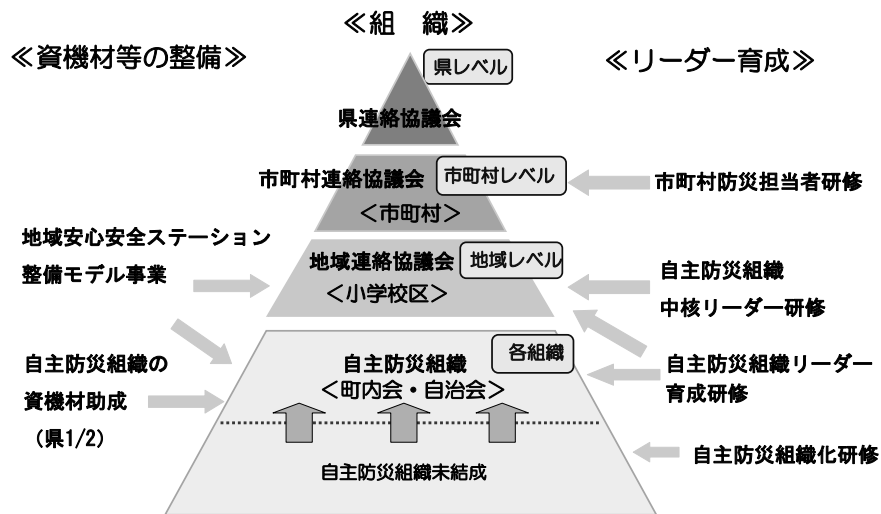 ≪組　織≫
≪資機材等の整備≫
≪リーダー育成≫
県レベル
県連絡協議会
市町村連絡協議会
市町村レベル
＜市町村＞
市町村防災担当者研修
地域安心安全ステーション
整備モデル事業
地域連絡協議会
地域レベル
＜小学校区＞
自主防災組織
中核リーダー研修
自主防災組織の
資機材助成
（県1/2）
自主防災組織
各組織
＜町内会・自治会＞
自主防災組織リーダー
育成研修
自主防災組織未結成
自主防災組織化研修